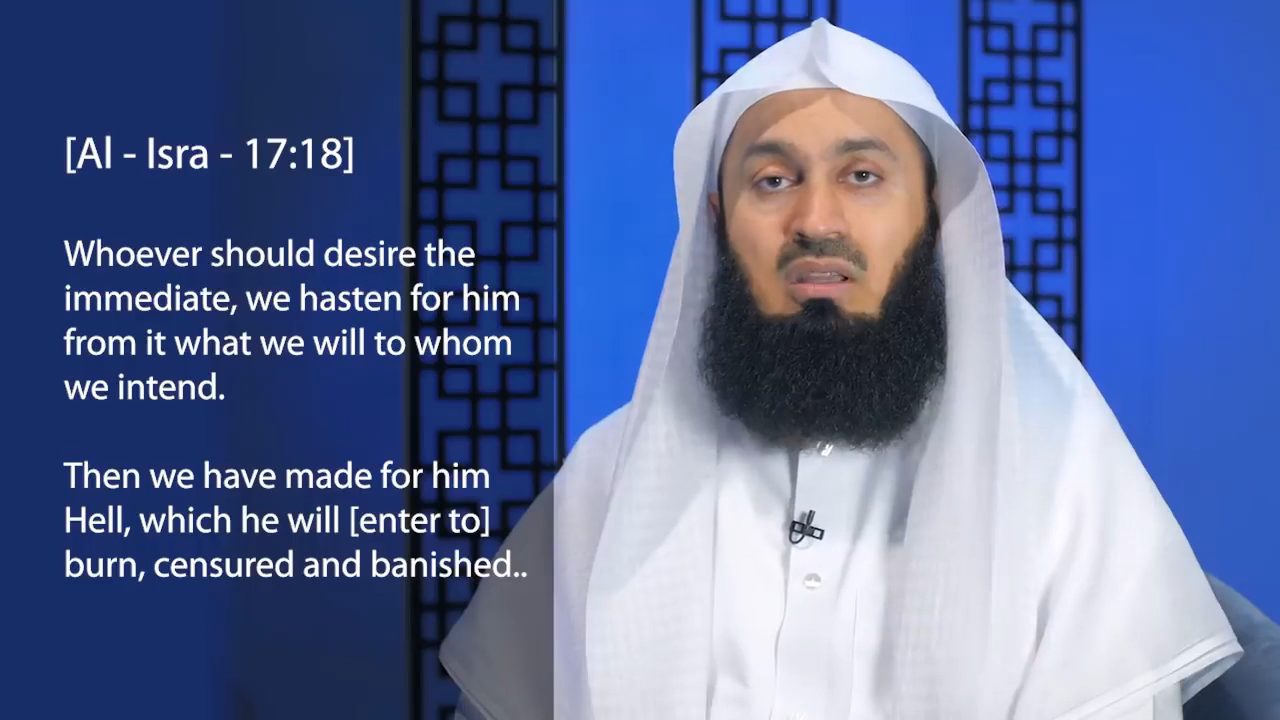 [Al - Isra - 17:18]
Whoever should desire the
immediate, we hasten for him
from it what we will to whom
we intend.
Then we have made for him
Hell, which he will [enter to]
burn, censured and banished..